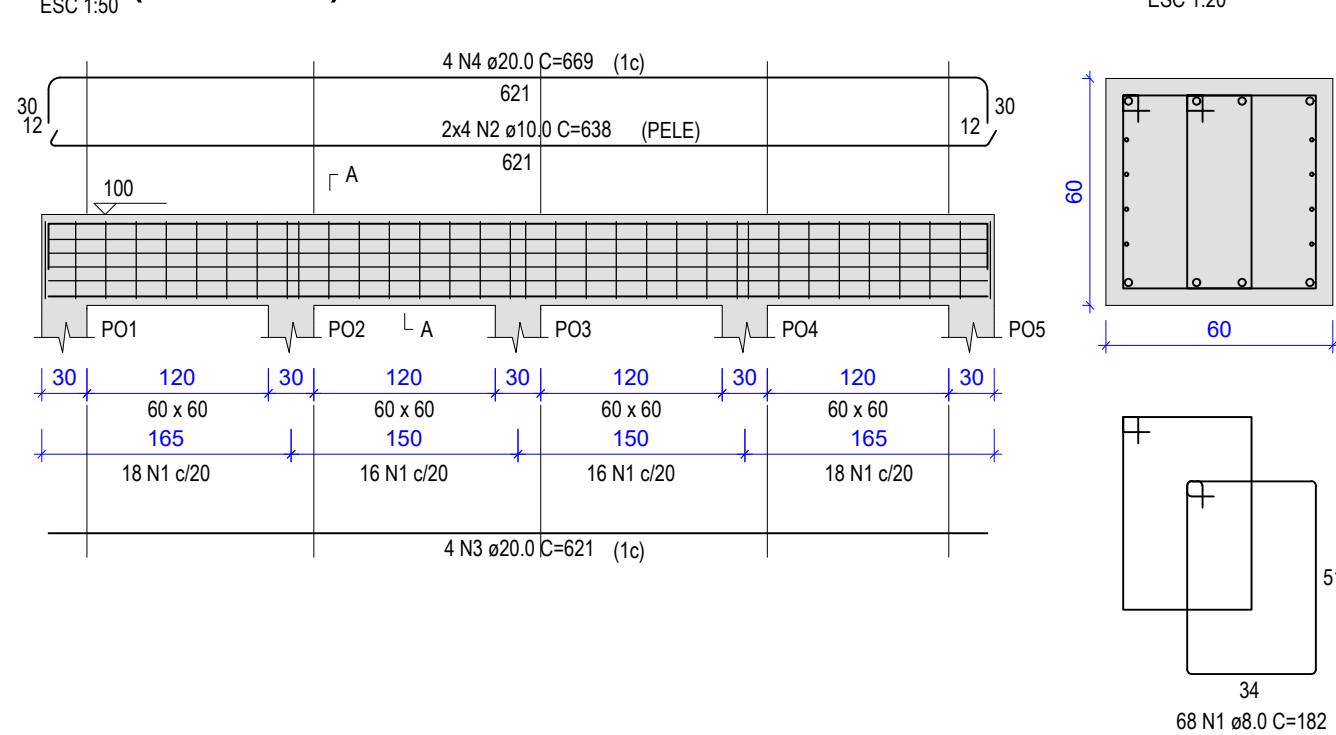 ESC 1:50
ESC 1:20
4 N4 ø20.0 C=669 (1c)
621
30
30
12
2x4 N2 ø10.0 C=638 (PELE)
12
621
A
100
60
PO1
PO2
A
PO3
PO4
PO5
60
30
120
30
120
30
120
30
120
30
60 x 60
60 x 60
60 x 60
60 x 60
165
150
150
165
18 N1 c/20
16 N1 c/20
16 N1 c/20
18 N1 c/20
4 N3 ø20.0 C=621 (1c)
34
68 N1 ø8.0 C=182